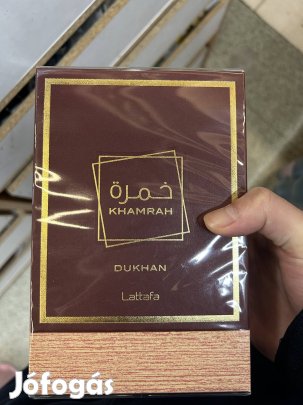 خمرة
KHAMRAH
DUKHAN
Lattafa
Jófogás